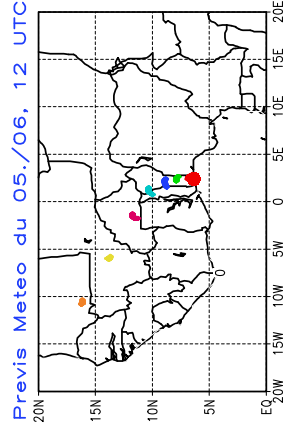 Previs Meteo du 05/06, 12 UTC
20N
15N
10N
5N
EQ
20W
15W
10W
5W
0
5E
10E
15E
20E
0